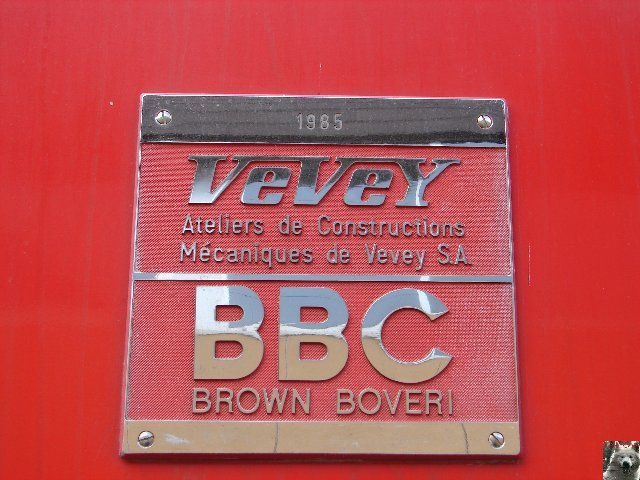 1985
VeVeY
Ateliers de Constructions
Mécaniques de Vevey S.A.
BBC
BROWN BOVERI